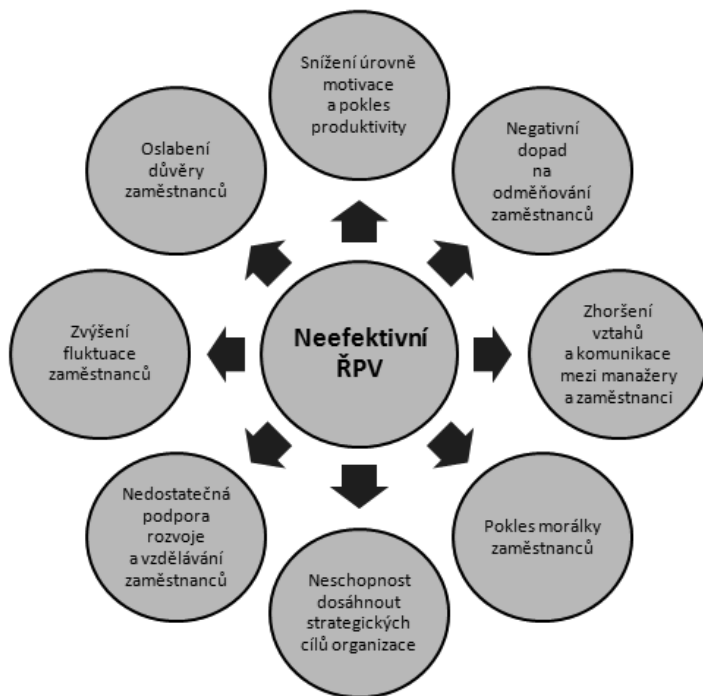 Snížení úrovně
motivace
a pokles
produktivity
Negativní
dopad
na
odměňování
zaměstnanců
Zhoršení
vztahů
a komunikace
mezi manažery
a zaměstnanci
Pokles morálky
zaměstnanců
Neschopnost
dosáhnout
strategických
cílů organizace
Nedostatečná
podpora
rozvoje
a vzdělávání
zaměstnanců
Zvýšení
fluktuace
zaměstnanců
Oslabení
důvěry
zaměstnanců
Neefektivní
ŘPV